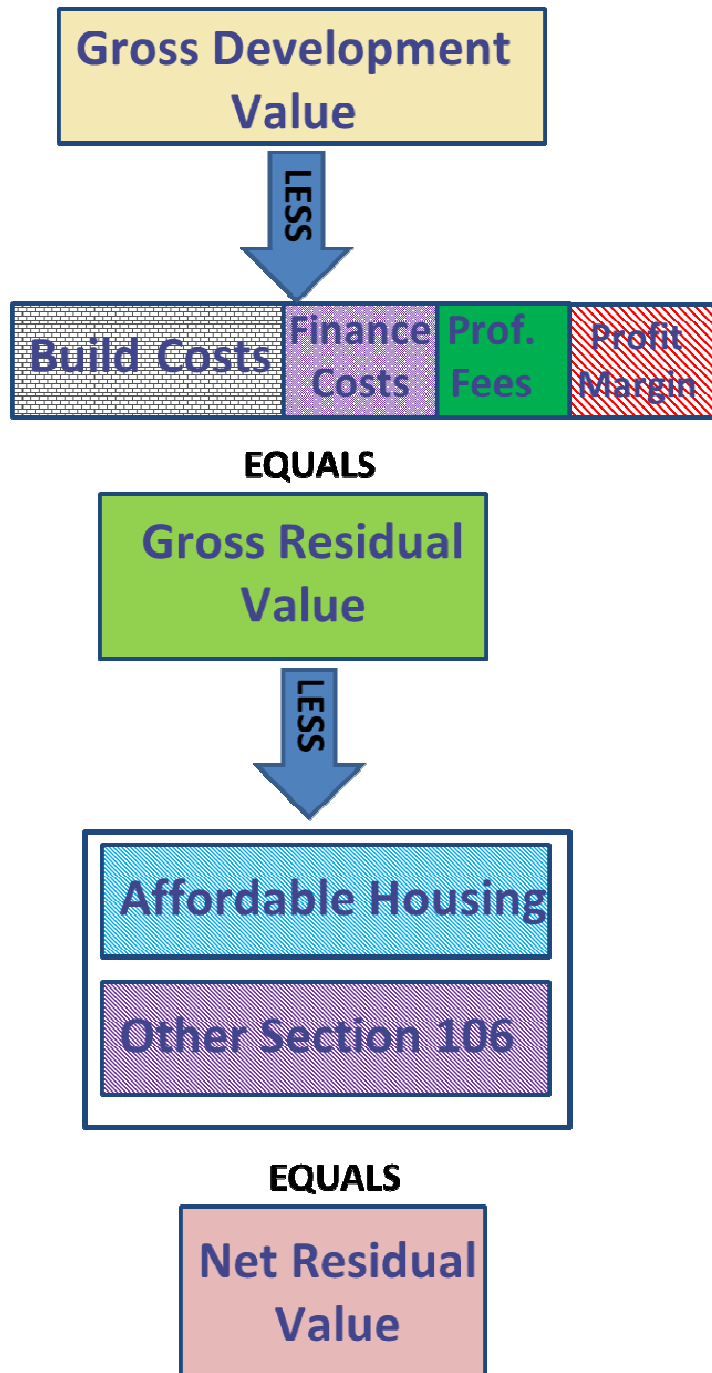 Gross Development
Value
LESS
Build Costs
Finance
Costs
Prof.
Fees
Profit
Margin
EQUALS
Gross Residual
Value
LESS
Affordable Housing
Other Section 106
EQUALS
Net Residual
Value